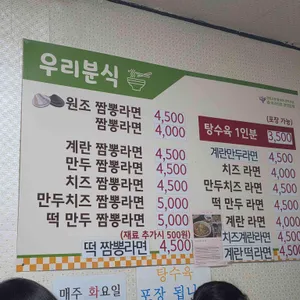 우리분식
원조 짬뽕라면 4,500
짬뽕라면 4,000
계란 짬뽕라면 4,500
만두 짬뽕라면 4,500
치즈 짬뽕라면 4,500
만두치즈 짬뽕라면 5,000
떡 만두 짬뽕라면 5,000
(재료 추가시 500원)
떡 짬뽕라면 4,500
(포장 가능)
탕수육 1인분 3,500
계란만두라면 4,500
치즈 라면 4,000
만두치즈 라면 4,500
떡 만두 라면 4,500
계란 라면 4,000
치즈계란라면 4,500
계란 떡라면 4,500
매주 화요일
탕수육
포장 됩니